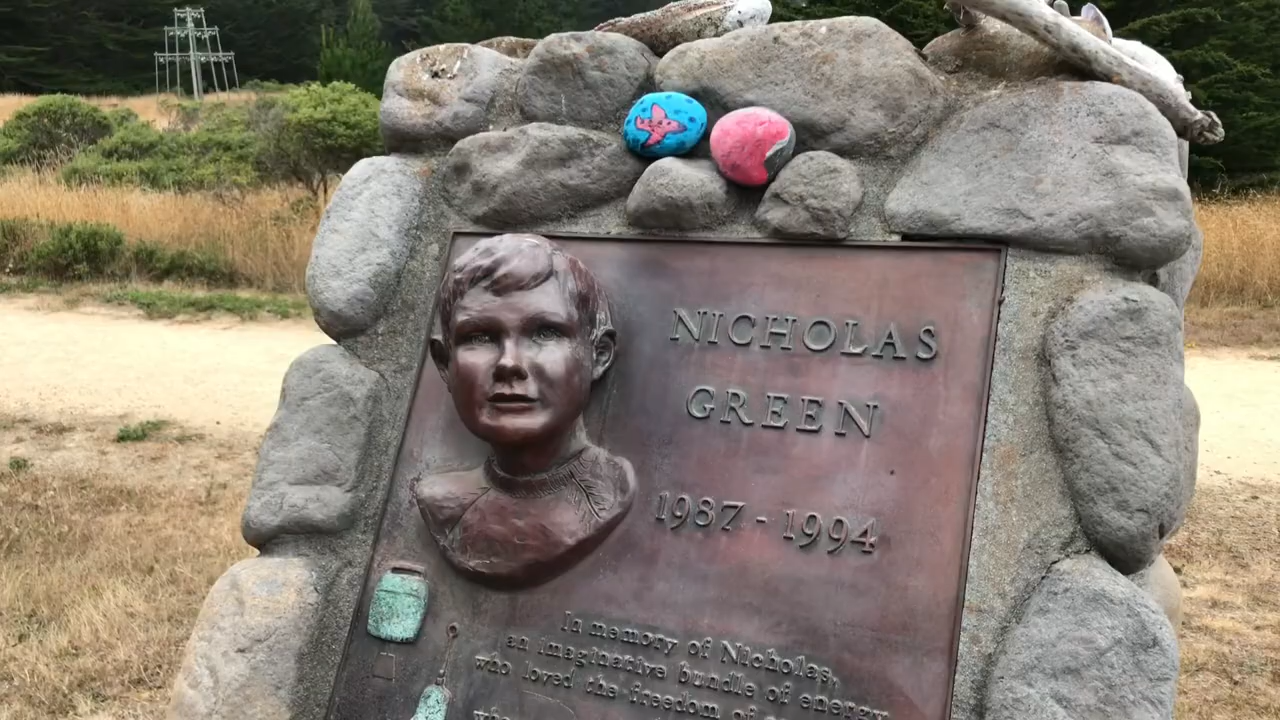 NICHOLAS
GREEN
1987 - 1994
In memory of Nicholas,
an imaginative bundle of energy
who loved the freedom of